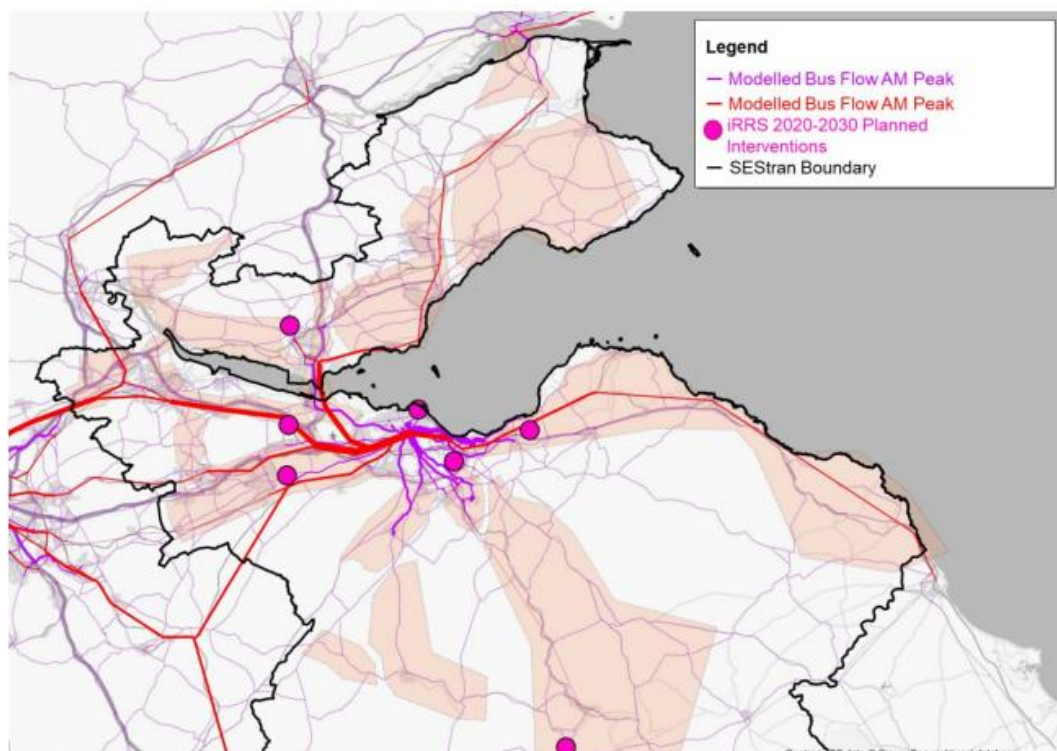 Legend
Modelled Bus Flow AM Peak
Modelled Bus Flow AM Peak
iRRS 2020-2030 Planned
Interventions
SEStran Boundary